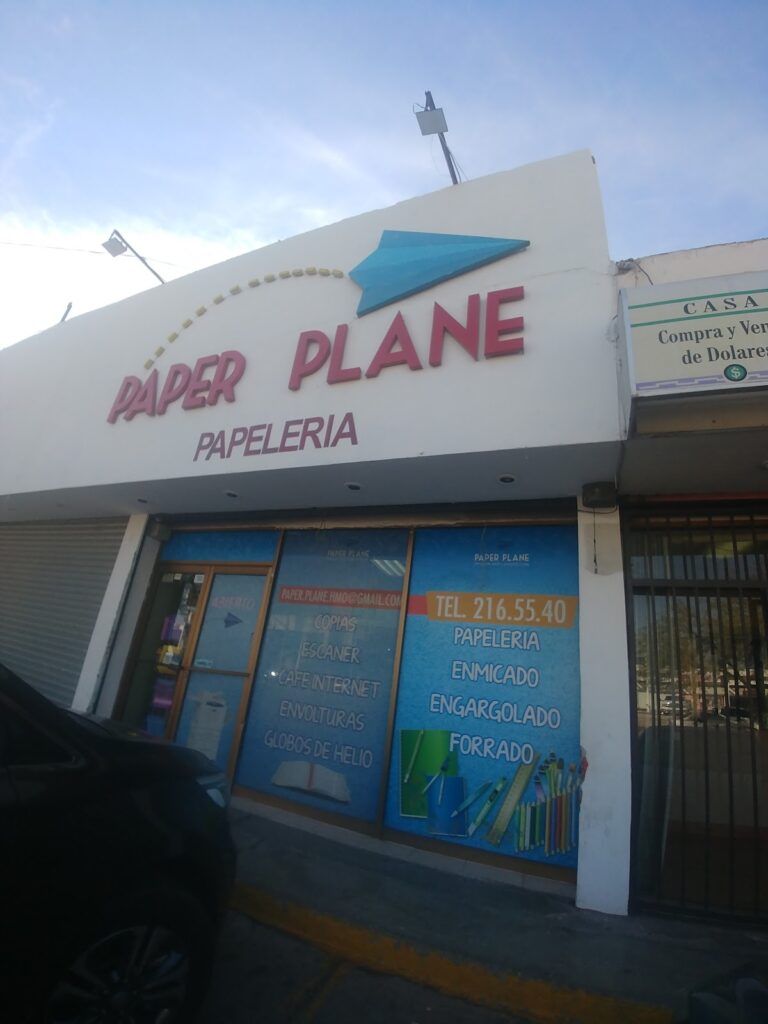 PAPER PLANE
PAPELERIA
CASA
Compra y
de Dolares
$
PAPER PLANE
PAPER.PLANE.HMO@GMAIL.COM
COPIAS
ESCANER
CAFE INTERNET
ENVOLTURAS
GLOBOS DE HELIO
PAPER PLANE
TEL. 216.55.40
PAPELERIA
ENMICADO
ENGARGOLADO
FORRADO
ABIERTO